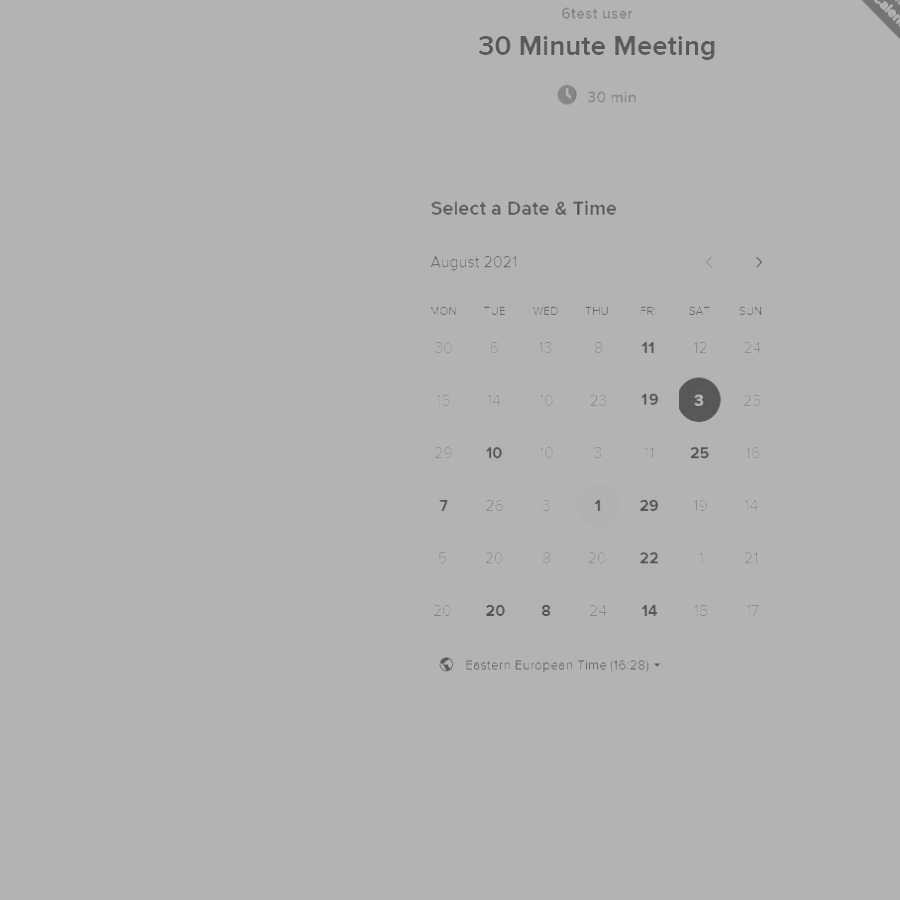 6test user
30 Minute Meeting
30 min
Select a Date & Time
August 2021
MON TUE WED THU FRI SAT SUN
30 6 13 8 11 12 24
15 14 10 23 19 3 25
29 10 10 3 11 25 16
7 26 3 1 29 19 14
5 20 8 20 22 1 21
20 20 8 24 14 15 17
Eastern European Time (16:28)